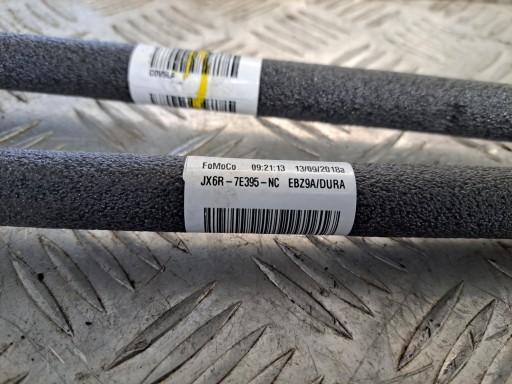 FoMoCo 09:21:13 13/09/2018a
JX6R-7E395-NC EBZ9A/DURA